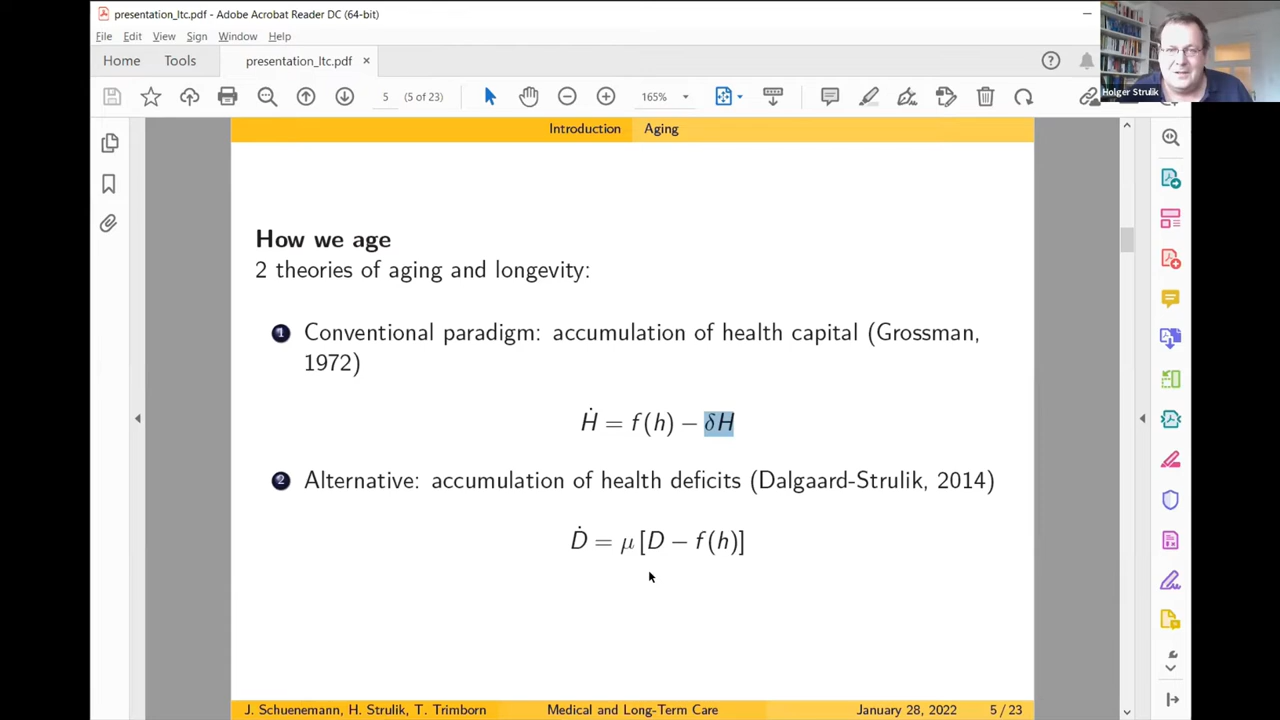 presentation_ltc.pdf - Adobe Acrobat Reader DC (64-bit)
File Edit View Sign Window Help
Home Tools presentation_ltc.pdf ×
5 (5 of 23) 165%
Holger Strulik
Introduction Aging
How we age
2 theories of aging and longevity:
1 Conventional paradigm: accumulation of health capital (Grossman,
1972)
Ḣ = f(h) − δH
2 Alternative: accumulation of health deficits (Dalgaard-Strulik, 2014)
Ḋ = μ [D − f(h)]
J. Schuenemann, H. Strulik, T. Trimborn Medical and Long-Term Care January 28, 2022 5 / 23